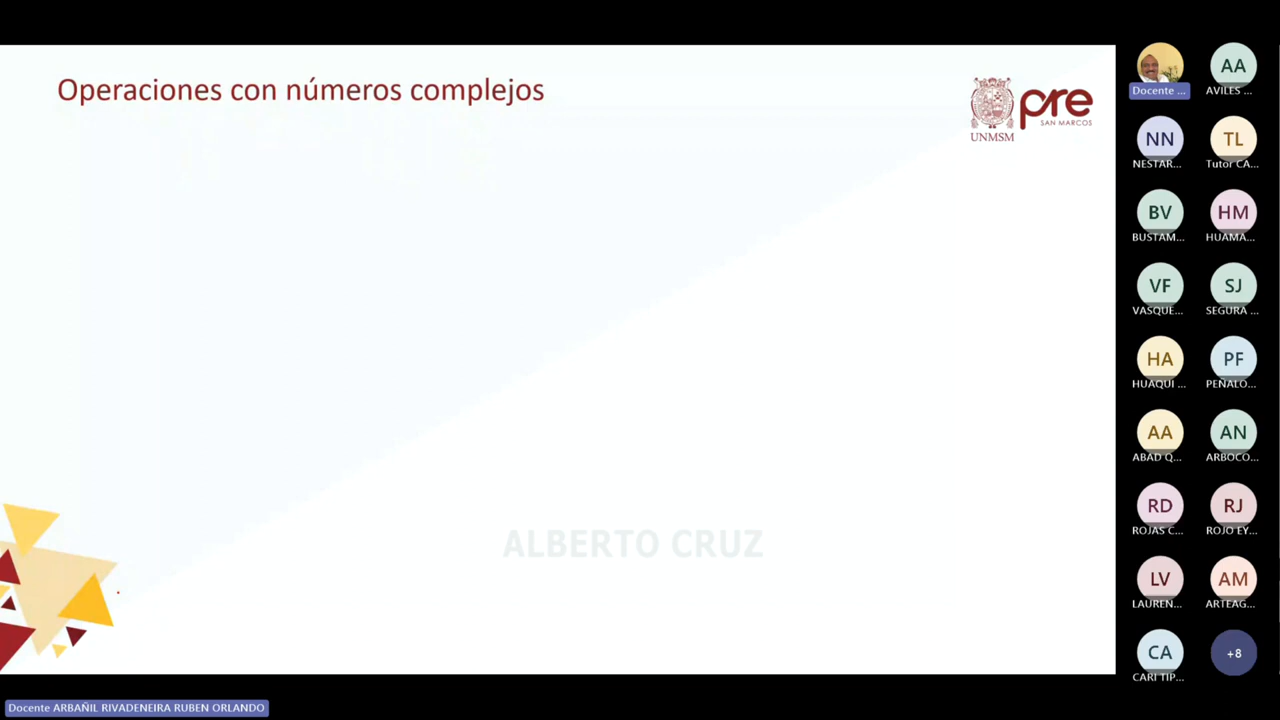 Operaciones con números complejos
UNMSM
pre
SAN MARCOS
ALBERTO CRUZ
Docente ...
AA
AVILES ...
NN
NESTAR...
TL
Tutor CA...
BV
BUSTAM...
HM
HUAMA...
VF
VASQUE...
SJ
SEGURA ...
HA
HUAQUI ...
PF
PEÑALO...
AA
ABAD Q...
AN
ARBOCO...
RD
ROJAS C...
RJ
ROJO EY...
LV
LAUREN...
AM
ARTEAG...
CA
CARI TIP...
+8
Docente ARBAÑIL RIVADENEIRA RUBEN ORLANDO